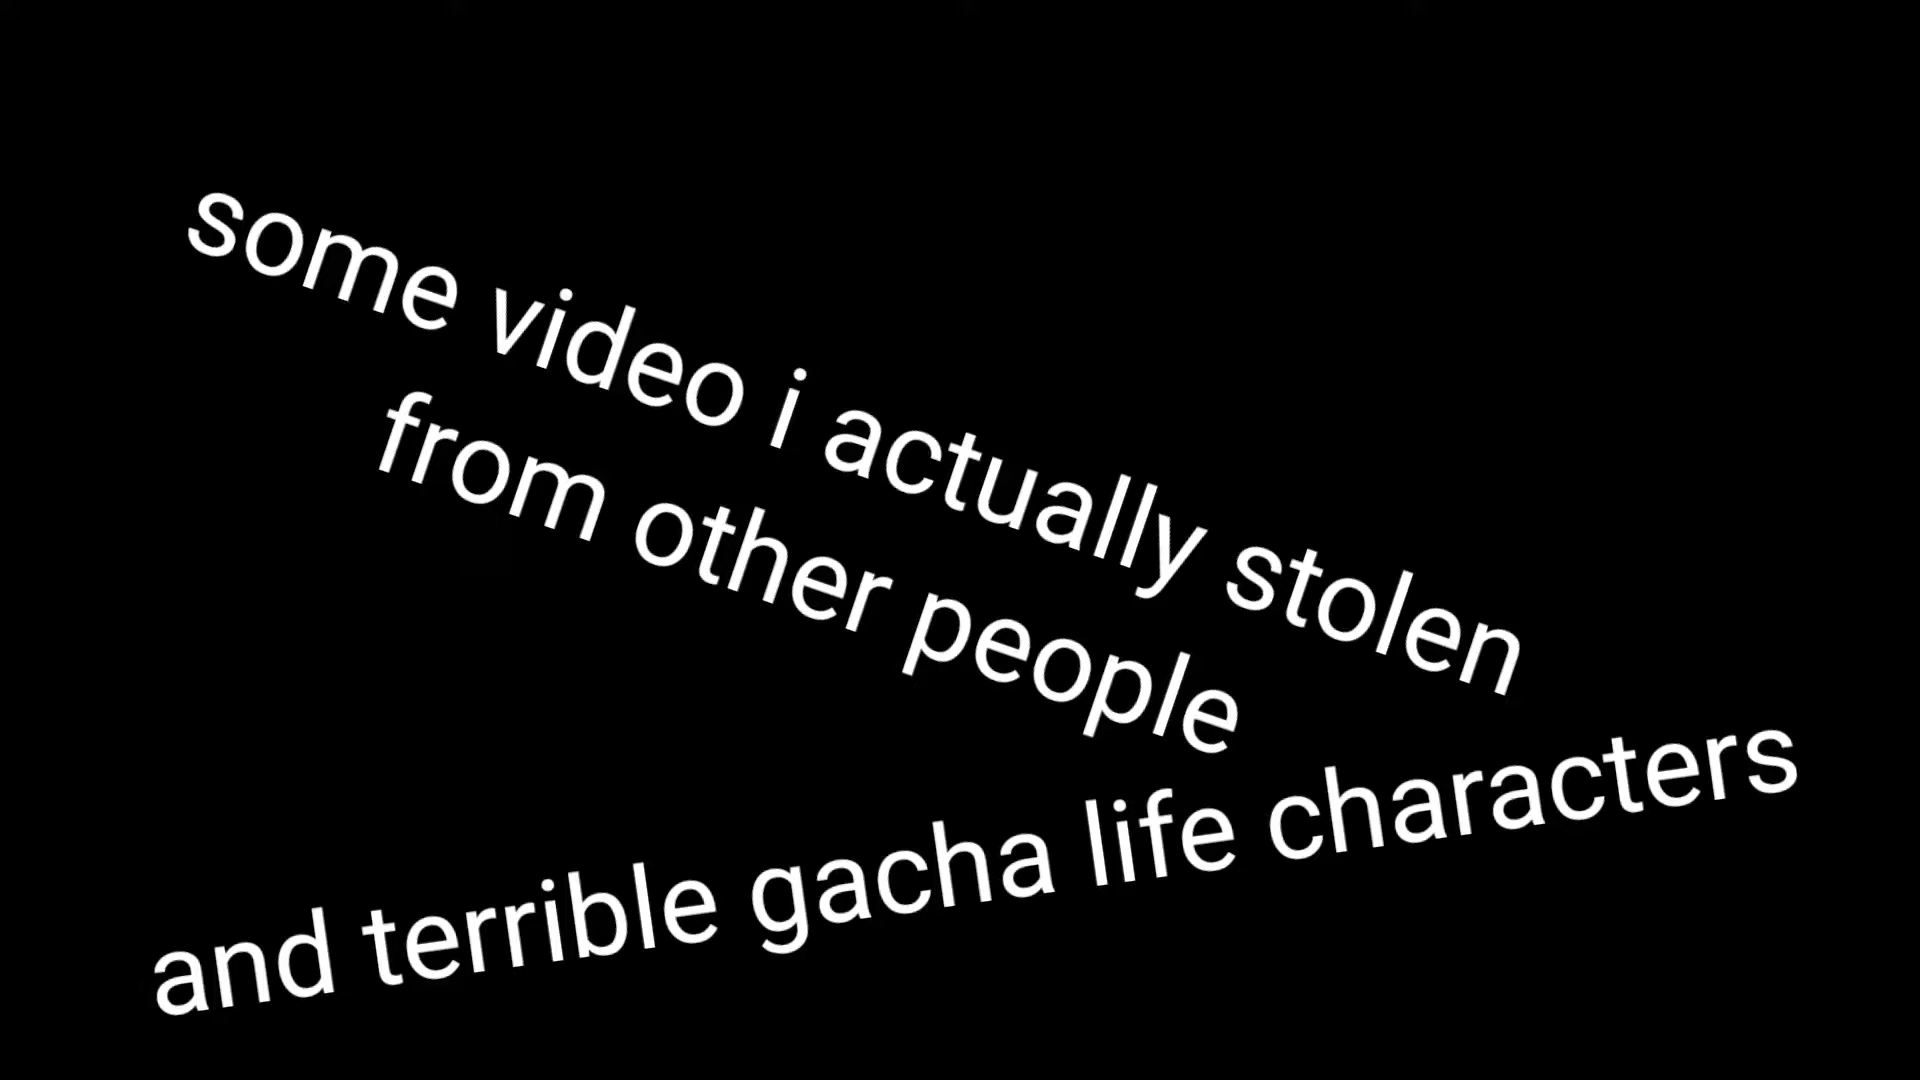 some video i actually stolen
from other people
and terrible gacha life characters